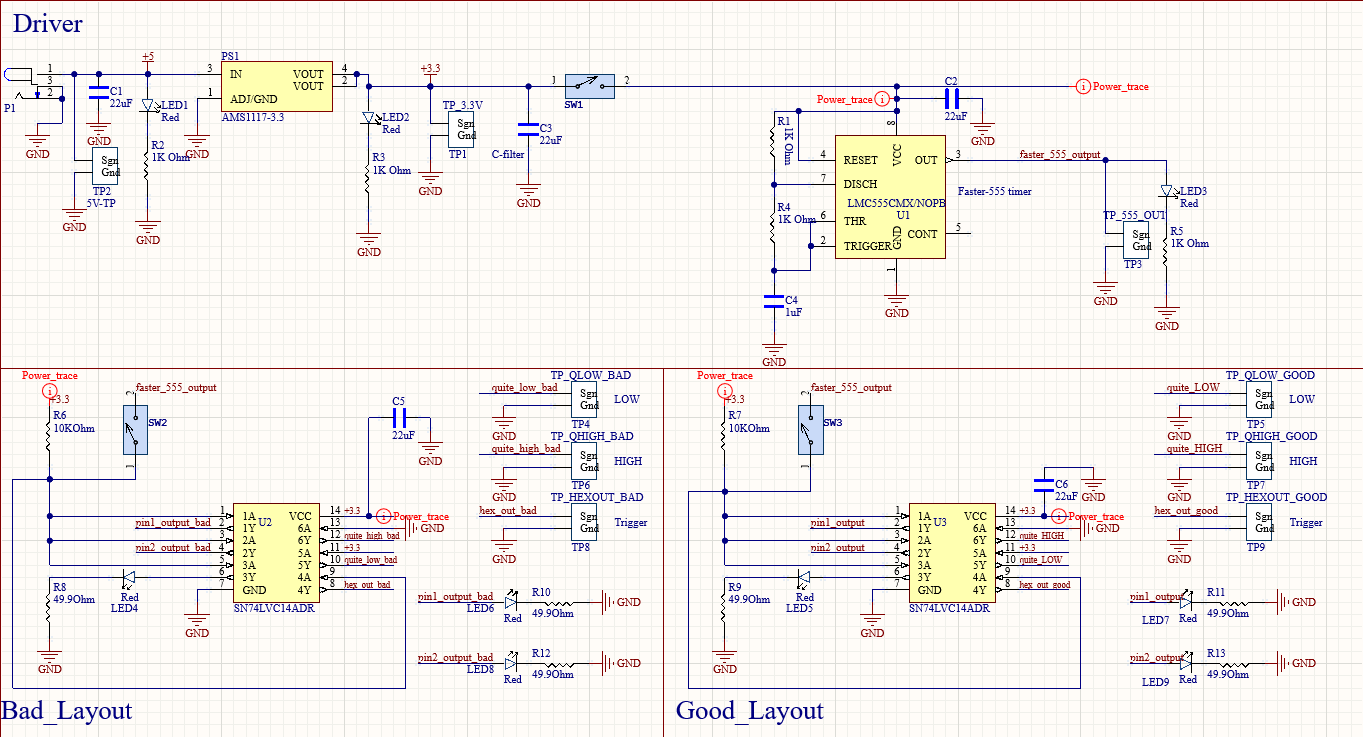 Driver
P1
1
3
2
GND
C1
22uF
GND
Sgn
Gnd
TP2
5V-TP
GND
+5
LED1
Red
R2
1K Ohm
GND
GND
PS1
3
IN
VOUT
4
VOUT
2
1
ADJ/GND
AMS1117-3.3
LED2
Red
R3
1K Ohm
GND
+3.3
TP_3.3V
Sgn
Gnd
TP1
GND
C3
22uF
C-filter
GND
1
2
SW1
Power_trace
C2
22uF
GND
Power_trace
R1
1K Ohm
R4
1K Ohm
C4
1uF
GND
8
4
RESET
VCC
OUT
3
7
DISCH
LMC555CMX/NOPB
U1
6
THR
2
TRIGGER
GND
CONT
5
1
GND
Faster-555 timer
faster_555_output
LED3
Red
TP_555_OUT
Sgn
Gnd
TP3
GND
R5
1K Ohm
GND
Power_trace
+3.3
R6
10KOhm
faster_555_output
2
SW2
1
C5
22uF
GND
quite_low_bad
TP_QLOW_BAD
Sgn
Gnd
LOW
GND
TP4
quite_high_bad
TP_QHIGH_BAD
Sgn
Gnd
HIGH
GND
TP6
hex_out_bad
TP_HEXOUT_BAD
Sgn
Gnd
Trigger
GND
TP8
1
1A
U2
VCC
14
+3.3
Power_trace
pin1_output_bad
2
1Y
6A
13
GND
3
2A
6Y
12
quite_high_bad
pin2_output_bad
4
2Y
5A
11
+3.3
5
3A
5Y
10
quite_low_bad
6
3Y
4A
9
7
GND
4Y
8
hex_out_bad
SN74LVC14ADR
GND
R8
49.9Ohm
GND
Red
LED4
pin1_output_bad
LED6
Red
R10
49.9Ohm
GND
pin2_output_bad
LED8
Red
R12
49.9Ohm
GND
Bad_Layout
Power_trace
+3.3
R7
10KOhm
faster_555_output
2
SW3
1
C6
22uF
GND
quite_LOW
TP_QLOW_GOOD
Sgn
Gnd
LOW
GND
TP5
quite_HIGH
TP_QHIGH_GOOD
Sgn
Gnd
HIGH
GND
TP7
hex_out_good
TP_HEXOUT_GOOD
Sgn
Gnd
Trigger
GND
TP9
1
1A
U3
VCC
14
+3.3
Power_trace
pin1_output
2
1Y
6A
13
GND
3
2A
6Y
12
quite_HIGH
pin2_output
4
2Y
5A
11
+3.3
5
3A
5Y
10
quite_LOW
6
3Y
4A
9
7
GND
4Y
8
hex_out_good
SN74LVC14ADR
GND
R9
49.9Ohm
GND
Red
LED5
pin1_output
LED7
Red
R11
49.9Ohm
GND
pin2_output
LED9
Red
R13
49.9Ohm
GND
Good_Layout